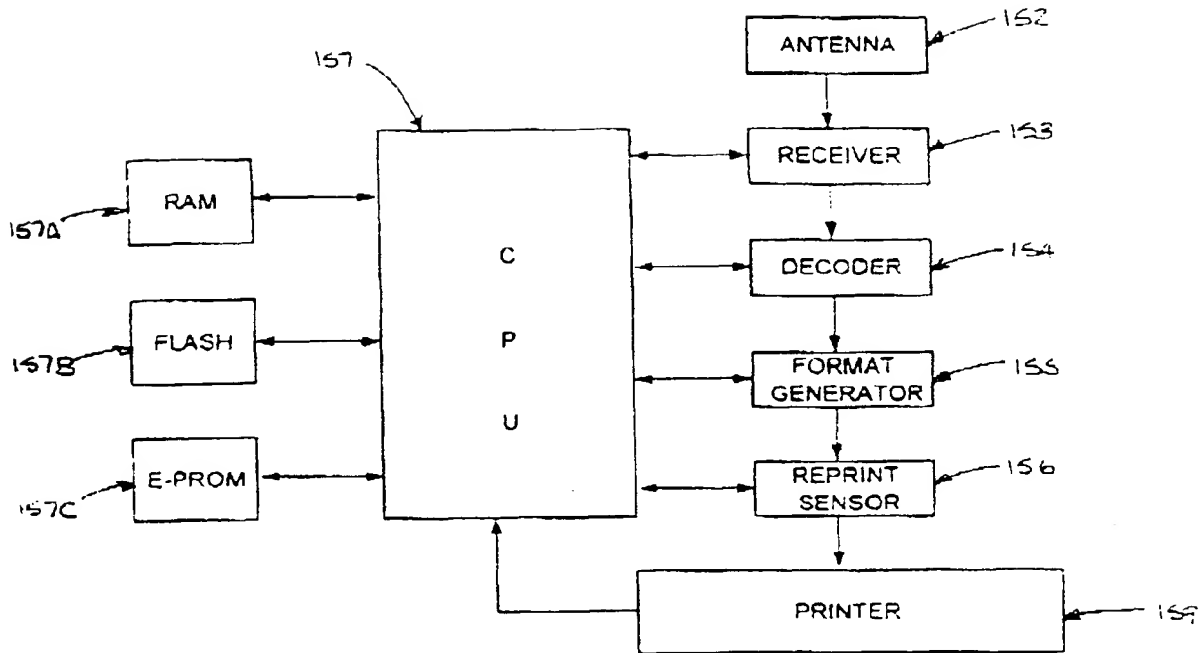 152
ANTENNA
157
153
RECEIVER
RAM
157A
C
154
DECODER
FLASH
157B
P
155
FORMAT
GENERATOR
U
156
E-PROM
157C
REPRINT
SENSOR
PRINTER
159